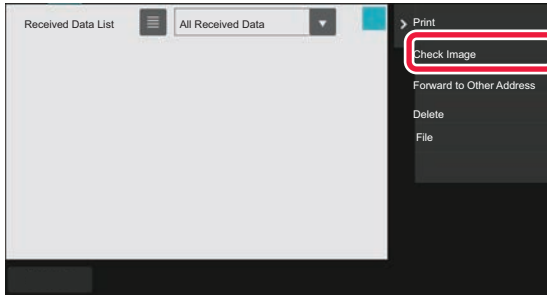 Received Data List
All Received Data
Print
Check Image
Forward to Other Address
Delete
File